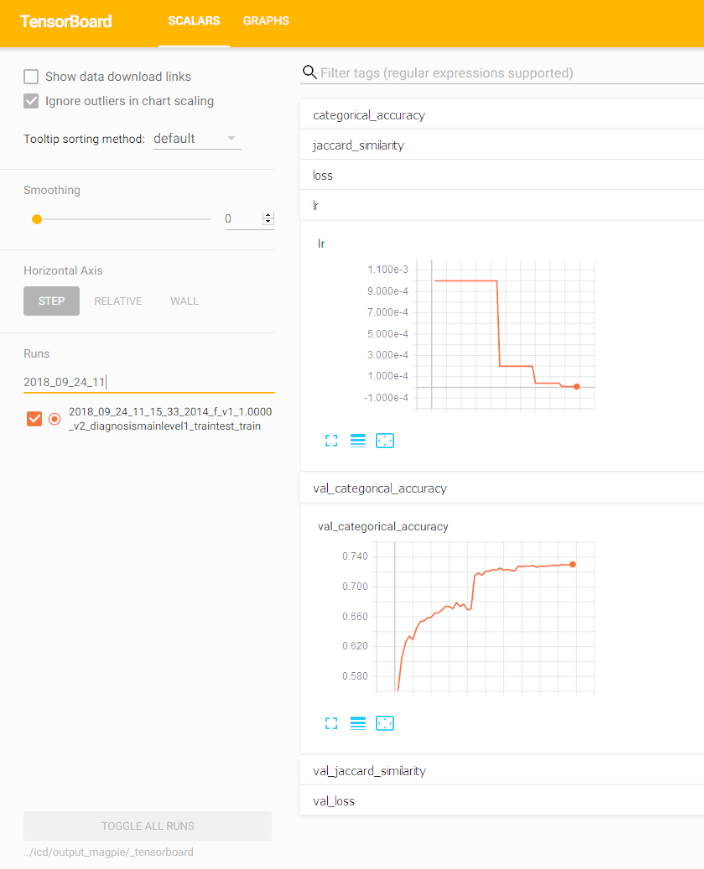 TensorBoard SCALARS GRAPHS
Show data download links
Ignore outliers in chart scaling
Tooltip sorting method: default
Smoothing
0
Horizontal Axis
STEP RELATIVE WALL
Runs
2018_09_24_11
2018_09_24_11_15_33_2014_f_v1_1.0000
_v2_diagnosismainlevel1_traintest_train
TOGGLE ALL RUNS
../icd/output_magpie/_tensorboard
Filter tags (regular expressions supported)
categorical_accuracy
jaccard_similarity
loss
lr
lr
1.100e-3
9.000e-4
7.000e-4
5.000e-4
3.000e-4
1.000e-4
-1.000e-4
val_categorical_accuracy
val_categorical_accuracy
0.740
0.700
0.660
0.620
0.580
val_jaccard_similarity
val_loss